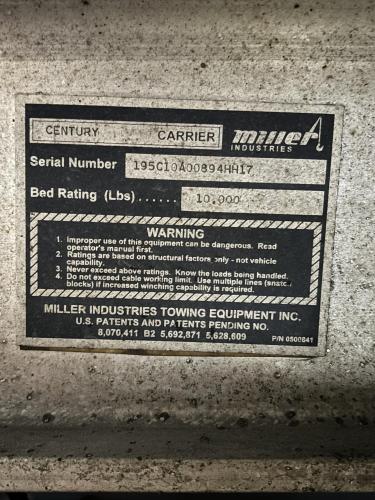 CENTURY CARRIER miller
INDUSTRIES
Serial Number 195C10A00894HH17
Bed Rating (Lbs) ...... 10,000
WARNING
1. Improper use of this equipment can be dangerous. Read
operator's manual first.
2. Ratings are based on structural factors only - not vehicle
capability.
3. Never exceed above ratings. Know the loads being handled.
4. Do not exceed cable working limit. Use multiple lines (snatch
blocks) if increased winching capability is required.
MILLER INDUSTRIES TOWING EQUIPMENT INC.
U.S. PATENTS AND PATENTS PENDING NO.
8,070,411 B2 5,692,871 5,628,609
P/N 0500641